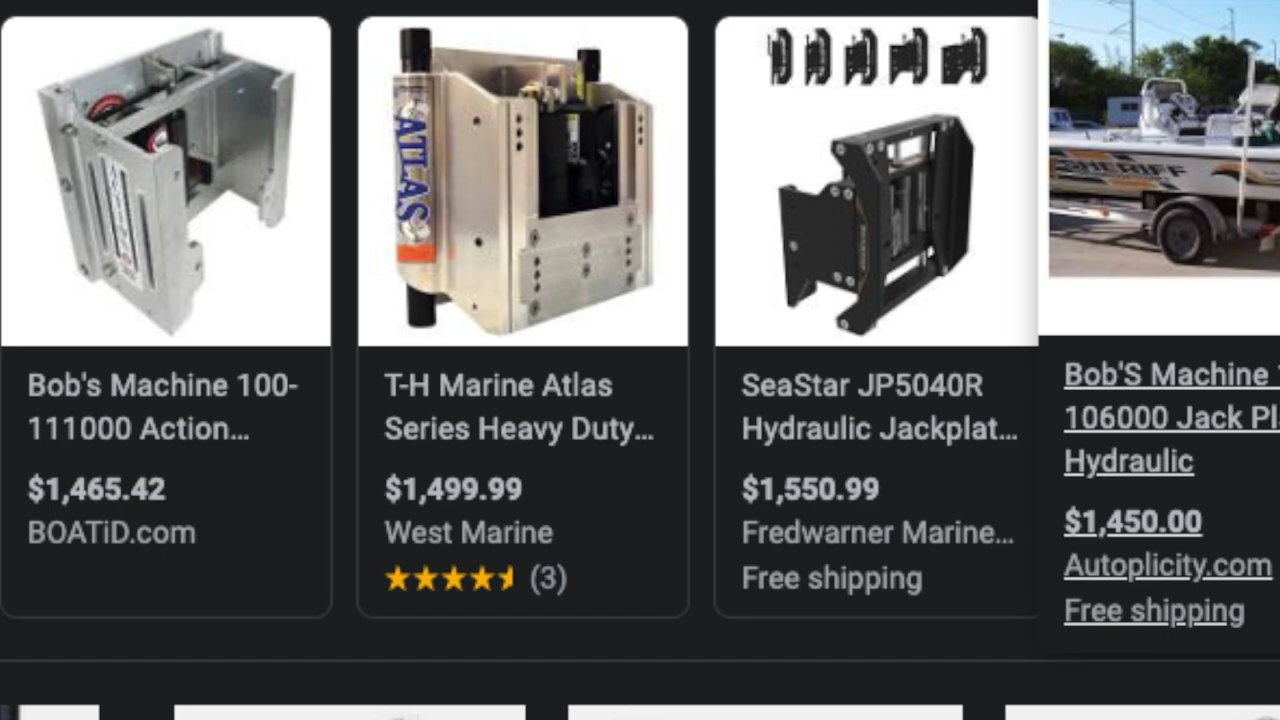 ATLAS
SHERIFF
Bob's Machine 100-
111000 Action...
$1,465.42
BOATiD.com
T-H Marine Atlas
Series Heavy Duty...
$1,499.99
West Marine
(3)
SeaStar JP5040R
Hydraulic Jackplat...
$1,550.99
Fredwarner Marine...
Free shipping
Bob'S Machine
106000 Jack Pl
Hydraulic
$1,450.00
Autoplicity.com
Free shipping